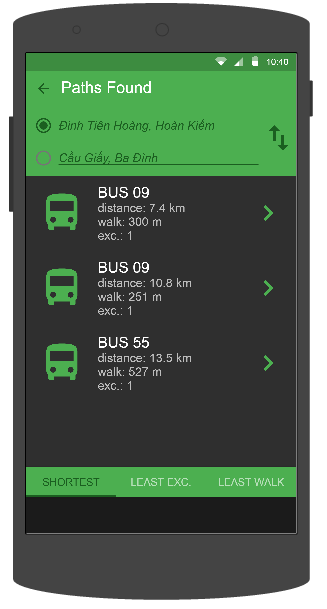 10:40
Paths Found
Đinh Tiên Hoàng, Hoàn Kiếm
Cầu Giấy, Ba Đình
BUS 09
distance: 7.4 km
walk: 300 m
exc.: 1
BUS 09
distance: 10.8 km
walk: 251 m
exc.: 1
BUS 55
distance: 13.5 km
walk: 527 m
exc.: 1
SHORTEST LEAST EXC. LEAST WALK